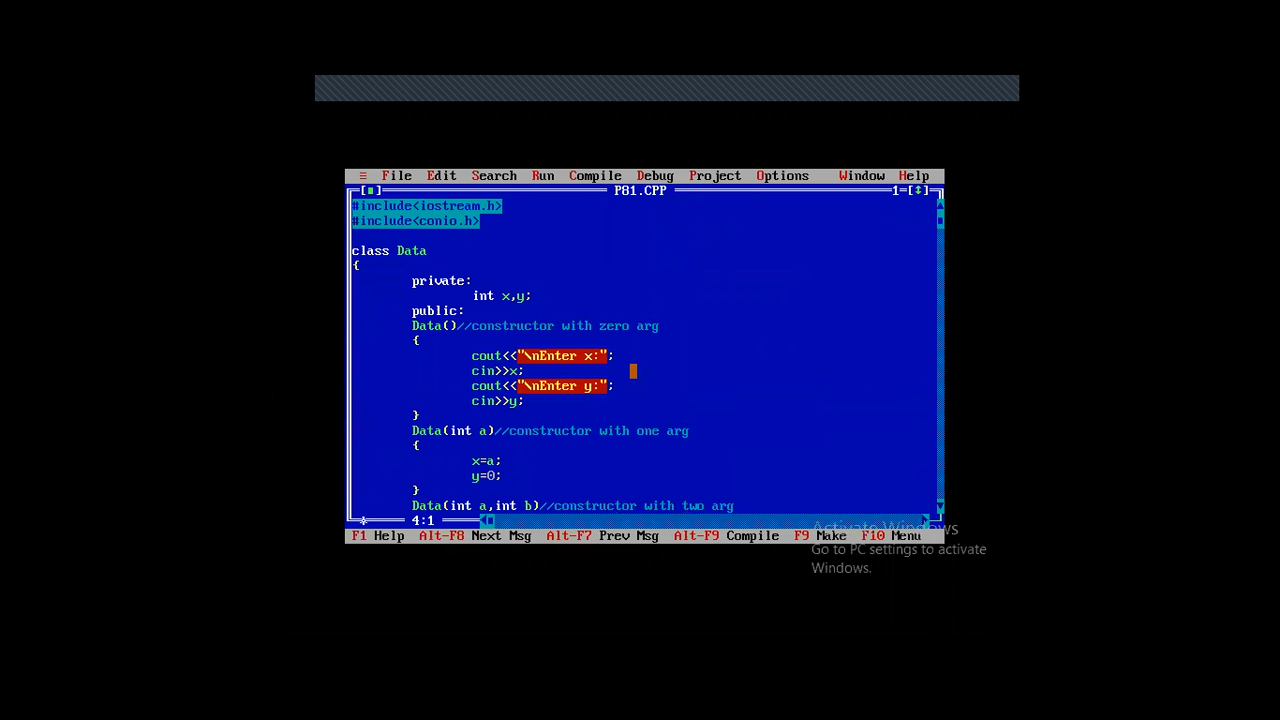 ≡ File Edit Search Run Compile Debug Project Options Window Help
[■] P81.CPP 1=[↕]
#include<iostream.h>
#include<conio.h>
class Data
{
private:
int x,y;
public:
Data()//constructor with zero arg
{
cout<<"\nEnter x:";
cin>>x;
cout<<"\nEnter y:";
cin>>y;
}
Data(int a)//constructor with one arg
{
x=a;
y=0;
}
Data(int a,int b)//constructor with two arg
4:1
F1 Help Alt-F8 Next Msg Alt-F7 Prev Msg Alt-F9 Compile F9 Make F10 Menu
Activate Windows
Go to PC settings to activate
Windows.